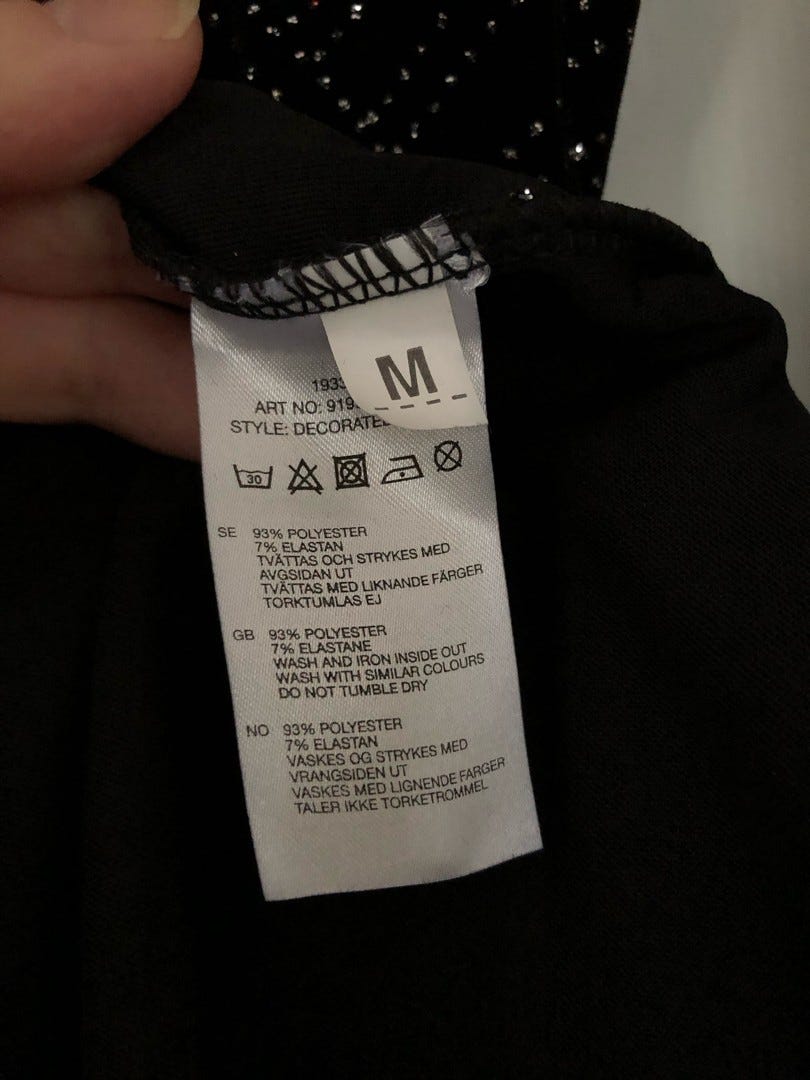 M
193
ART NO: 919
STYLE: DECORATE
30
SE 93% POLYESTER
7% ELASTAN
TVÄTTAS OCH STRYKES MED
AVGSIDAN UT
TVÄTTAS MED LIKNANDE FÄRGER
TORKTUMLAS EJ
GB 93% POLYESTER
7% ELASTANE
WASH AND IRON INSIDE OUT
WASH WITH SIMILAR COLOURS
DO NOT TUMBLE DRY
NO 93% POLYESTER
7% ELASTAN
VASKES OG STRYKES MED
VRANGSIDEN UT
VASKES MED LIGNENDE FARGER
TALER IKKE TORKETROMMEL